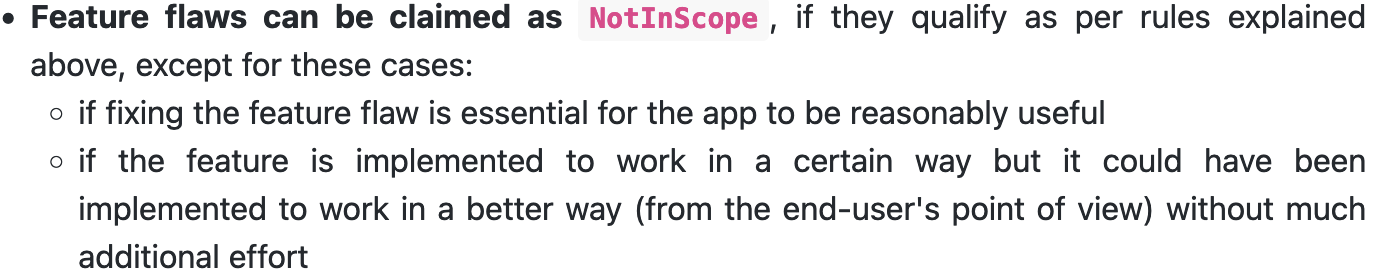 • Feature flaws can be claimed as NotInScope, if they qualify as per rules explained
above, except for these cases:
◦ if fixing the feature flaw is essential for the app to be reasonably useful
◦ if the feature is implemented to work in a certain way but it could have been
implemented to work in a better way (from the end-user's point of view) without much
additional effort